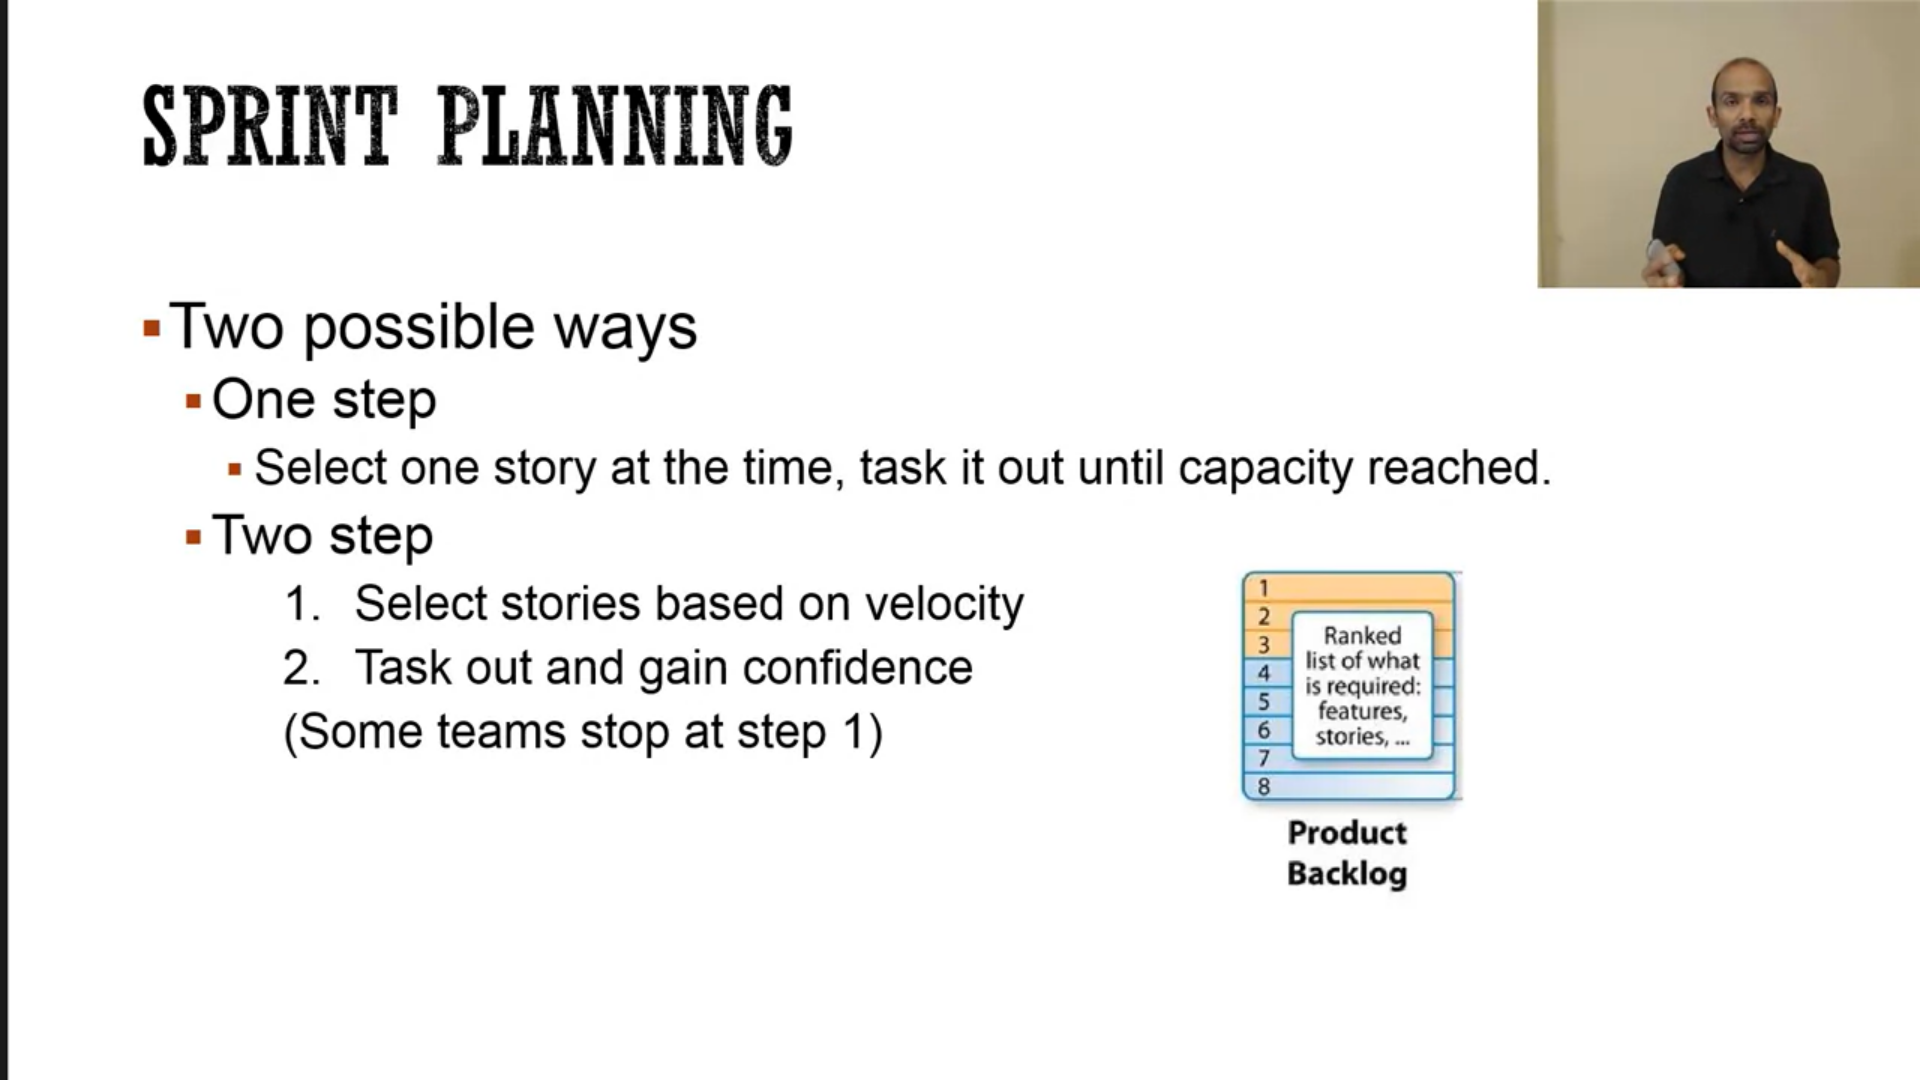 SPRINT PLANNING
Two possible ways
One step
Select one story at the time, task it out until capacity reached.
Two step
1. Select stories based on velocity
2. Task out and gain confidence
(Some teams stop at step 1)
1
2
3
4
5
6
7
8
Ranked
list of what
is required:
features,
stories, ...
Product
Backlog